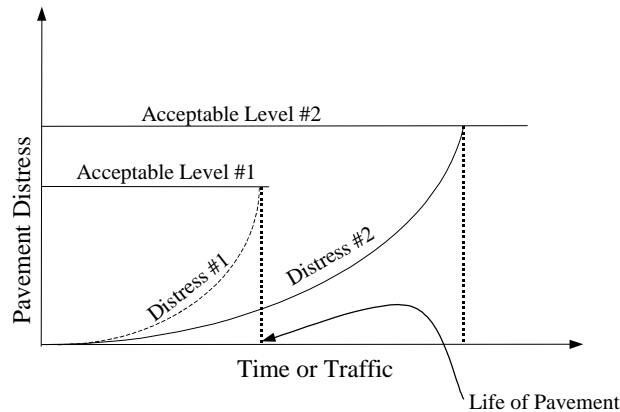 Acceptable Level #2
Acceptable Level #1
Pavement Distress
Distress #1
Distress #2
Time or Traffic
Life of Pavement